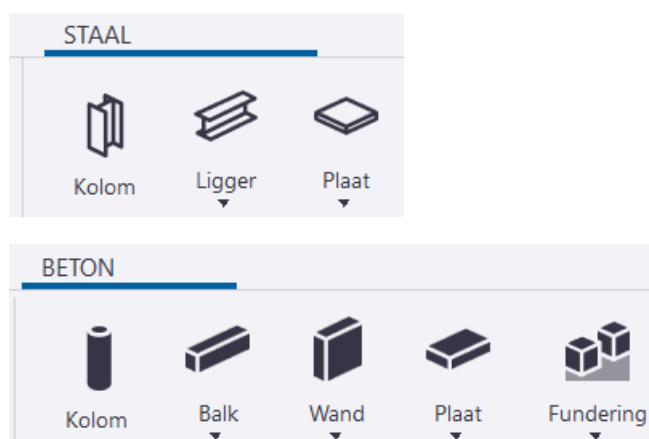 STAAL
Kolom Ligger Plaat
BETON
Kolom Balk Wand Plaat Fundering